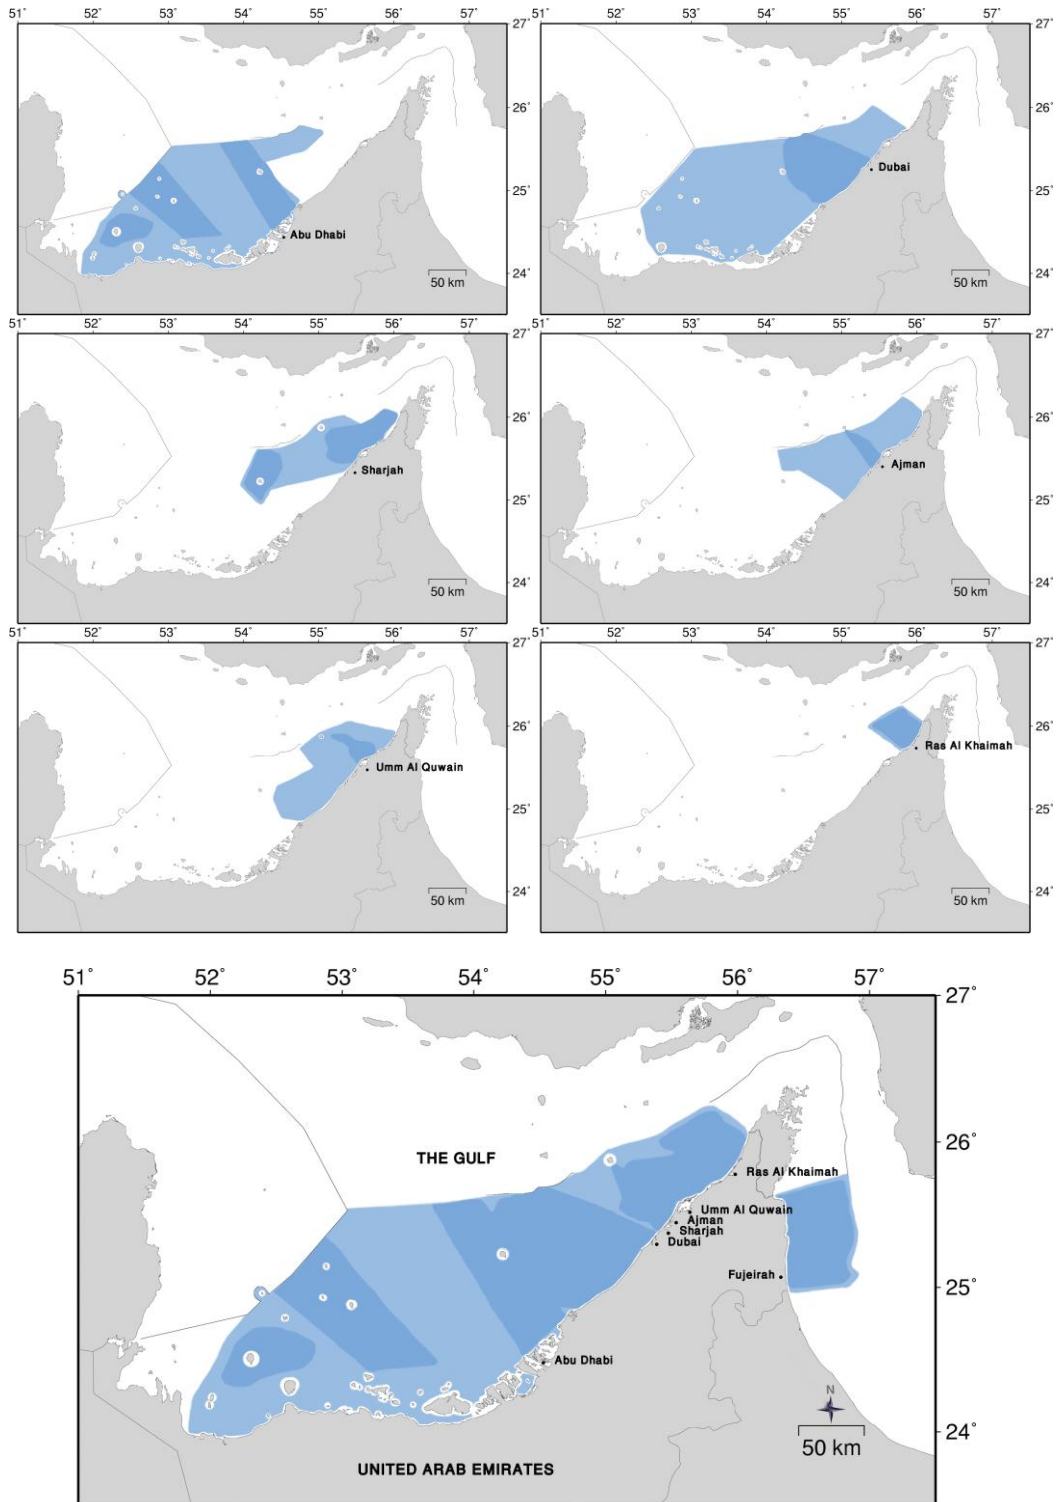 51˚ 52˚ 53˚ 54˚ 55˚ 56˚ 57˚
27˚
26˚
25˚
24˚
Abu Dhabi
50 km
51˚ 52˚ 53˚ 54˚ 55˚ 56˚ 57˚
27˚
26˚
25˚
24˚
Dubai
50 km
51˚ 52˚ 53˚ 54˚ 55˚ 56˚ 57˚
27˚
26˚
25˚
24˚
Sharjah
50 km
51˚ 52˚ 53˚ 54˚ 55˚ 56˚ 57˚
27˚
26˚
25˚
24˚
Ajman
50 km
51˚ 52˚ 53˚ 54˚ 55˚ 56˚ 57˚
27˚
26˚
25˚
24˚
Umm Al Quwain
50 km
51˚ 52˚ 53˚ 54˚ 55˚ 56˚ 57˚
27˚
26˚
25˚
24˚
Ras Al Khaimah
50 km
51˚ 52˚ 53˚ 54˚ 55˚ 56˚ 57˚
27˚
26˚
THE GULF
Ras Al Khaimah
Umm Al Quwain
Ajman
Sharjah
Dubai
Fujeirah
25˚
Abu Dhabi
N
24˚
50 km
UNITED ARAB EMIRATES